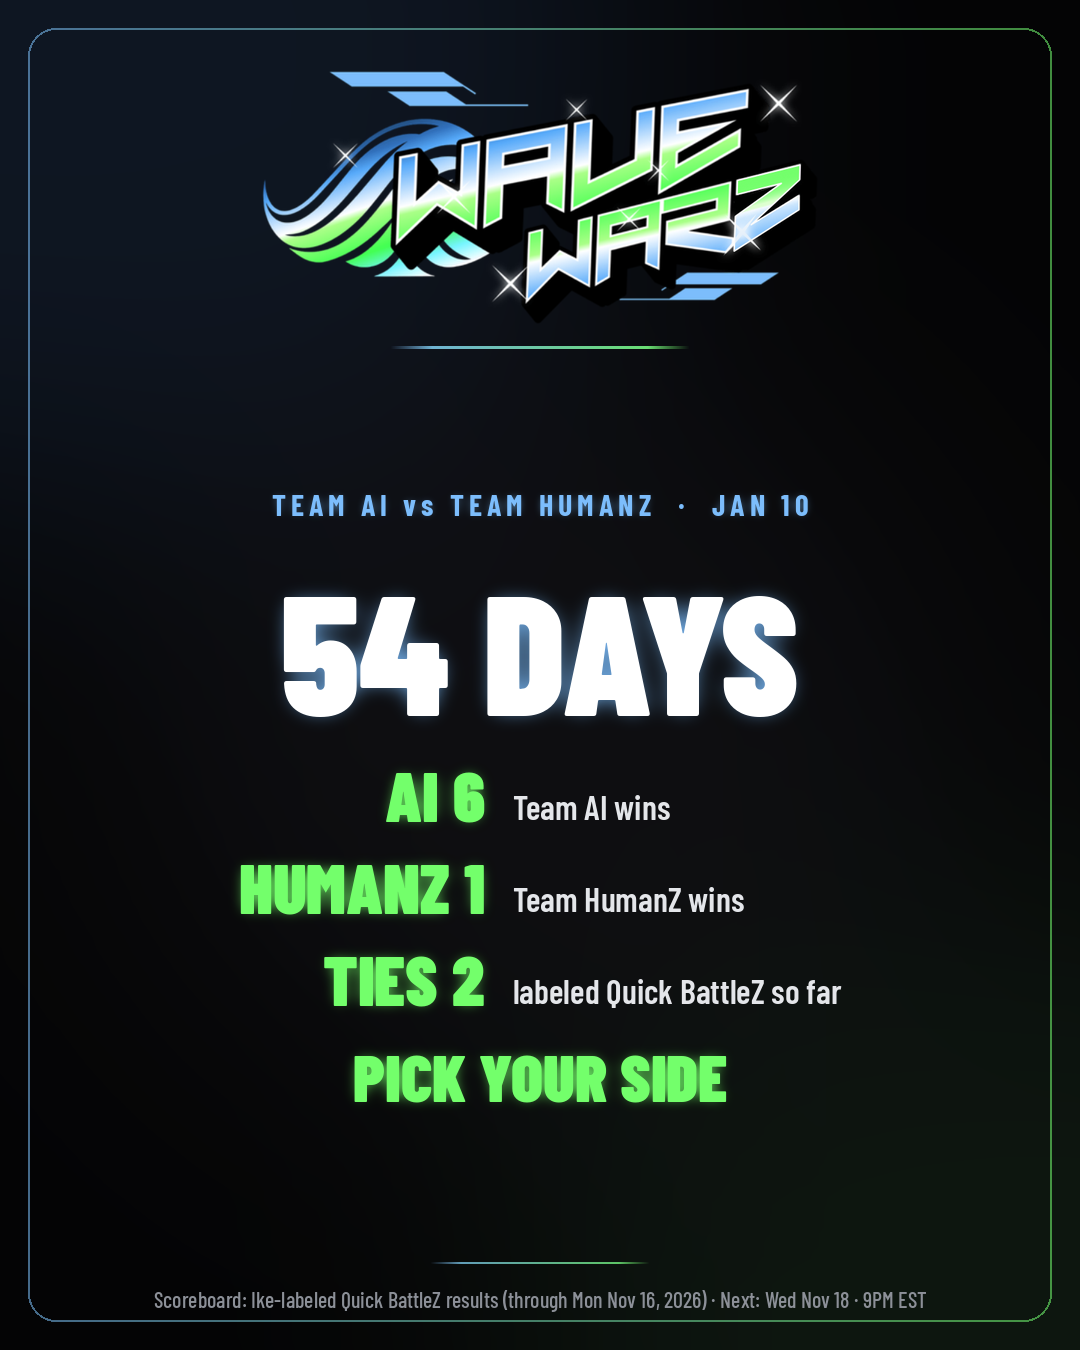 WAVE
WARZ
TEAM AI vs TEAM HUMANZ · JAN 10
54 DAYS
AI 6 Team AI wins
HUMANZ 1 Team HumanZ wins
TIES 2 labeled Quick BattleZ so far
PICK YOUR SIDE
Scoreboard: Ike-labeled Quick BattleZ results (through Mon Nov 16, 2026) · Next: Wed Nov 18 · 9PM EST